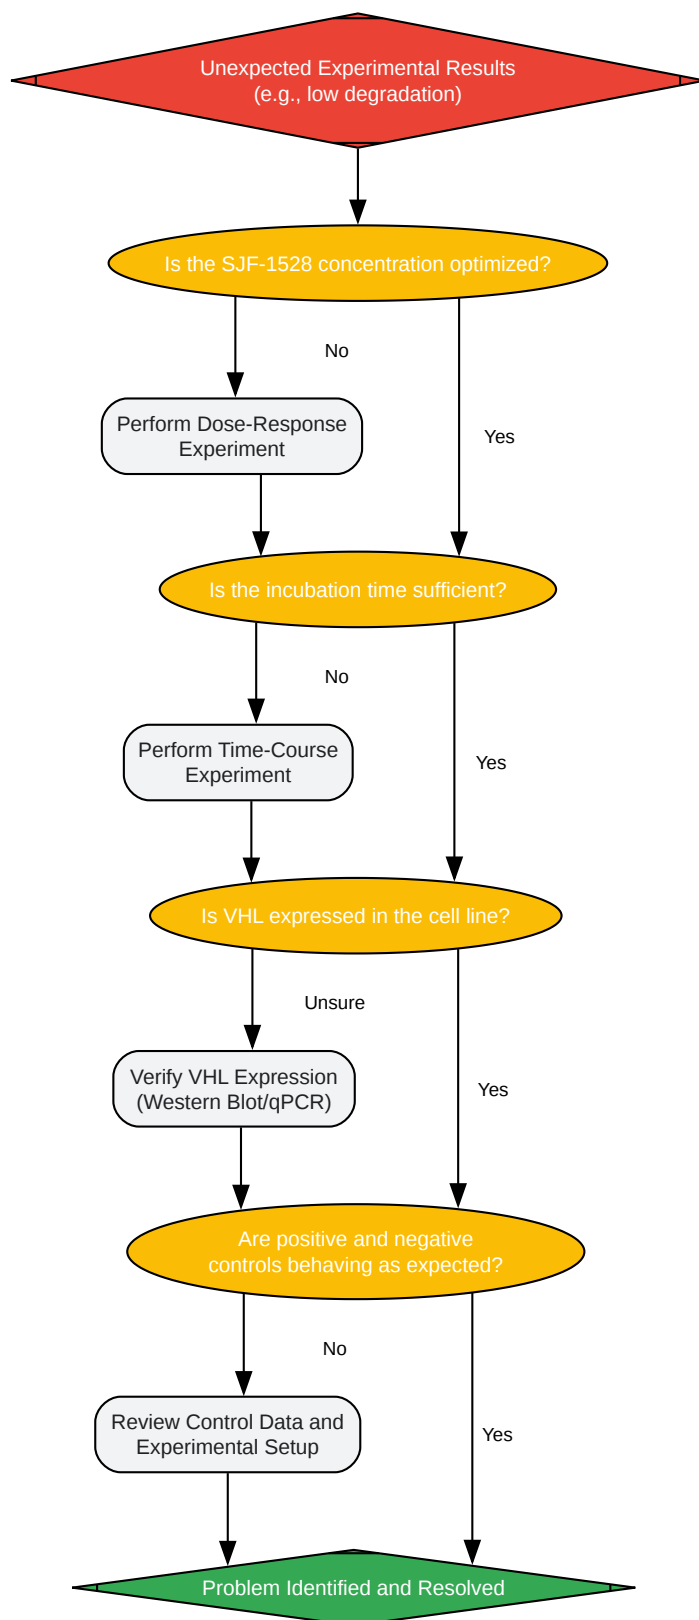 Unexpected Experimental Results
(e.g., low degradation)
Is the SJF-1528 concentration optimized?
No
Perform Dose-Response
Experiment
Yes
Is the incubation time sufficient?
No
Perform Time-Course
Experiment
Yes
Is VHL expressed in the cell line?
Unsure
Verify VHL Expression
(Western Blot/qPCR)
Yes
Are positive and negative
controls behaving as expected?
No
Review Control Data and
Experimental Setup
Yes
Problem Identified and Resolved